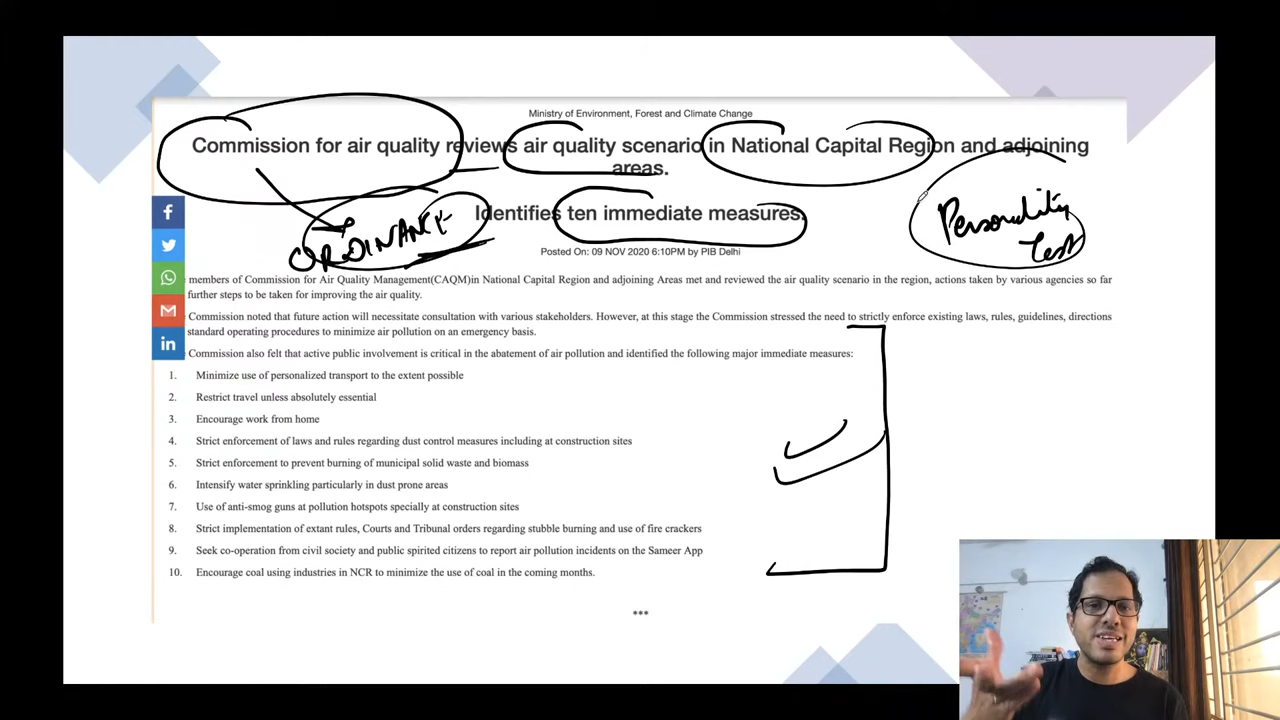 Ministry of Environment, Forest and Climate Change
Commission for air quality reviews air quality scenario in National Capital Region and adjoining
areas.
Identifies ten immediate measures.
ORDINANCE
Personality
Test
Posted On: 09 NOV 2020 6:10PM by PIB Delhi
members of Commission for Air Quality Management(CAQM)in National Capital Region and adjoining Areas met and reviewed the air quality scenario in the region, actions taken by various agencies so far
further steps to be taken for improving the air quality.
Commission noted that future action will necessitate consultation with various stakeholders. However, at this stage the Commission stressed the need to strictly enforce existing laws, rules, guidelines, directions
standard operating procedures to minimize air pollution on an emergency basis.
Commission also felt that active public involvement is critical in the abatement of air pollution and identified the following major immediate measures:
1. Minimize use of personalized transport to the extent possible
2. Restrict travel unless absolutely essential
3. Encourage work from home
4. Strict enforcement of laws and rules regarding dust control measures including at construction sites
5. Strict enforcement to prevent burning of municipal solid waste and biomass
6. Intensify water sprinkling particularly in dust prone areas
7. Use of anti-smog guns at pollution hotspots specially at construction sites
8. Strict implementation of extant rules, Courts and Tribunal orders regarding stubble burning and use of fire crackers
9. Seek co-operation from civil society and public spirited citizens to report air pollution incidents on the Sameer App
10. Encourage coal using industries in NCR to minimize the use of coal in the coming months.
***